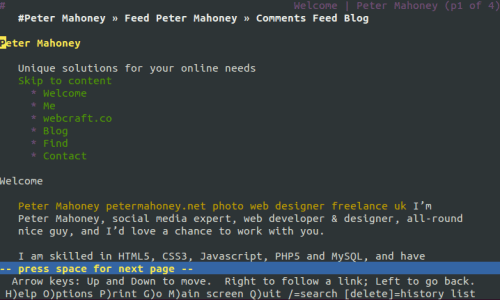 # Welcome | Peter Mahoney (p1 of 4)
#Peter Mahoney » Feed Peter Mahoney » Comments Feed Blog
Peter Mahoney
Unique solutions for your online needs
Skip to content
* Welcome
* Me
* webcraft.co
* Blog
* Find
* Contact
Welcome
Peter Mahoney petermahoney.net photo web designer freelance uk I’m
Peter Mahoney, social media expert, web developer & designer, all-round
nice guy, and I’d love a chance to work with you.
I am skilled in HTML5, CSS3, Javascript, PHP5 and MySQL, and have
-- press space for next page --
Arrow keys: Up and Down to move. Right to follow a link; Left to go back.
H)elp O)ptions P)rint G)o M)ain screen Q)uit /=search [delete]=history list